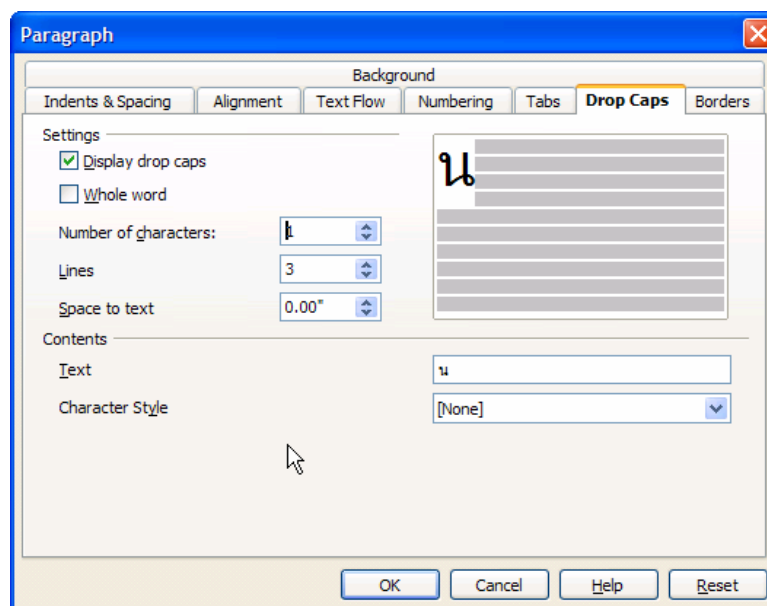 Paragraph
Background
Indents & Spacing Alignment Text Flow Numbering Tabs Drop Caps Borders
Settings
Display drop caps
Whole word
Number of characters: 1
Lines 3
Space to text 0.00"
น
Contents
Text น
Character Style [None]
OK Cancel Help Reset